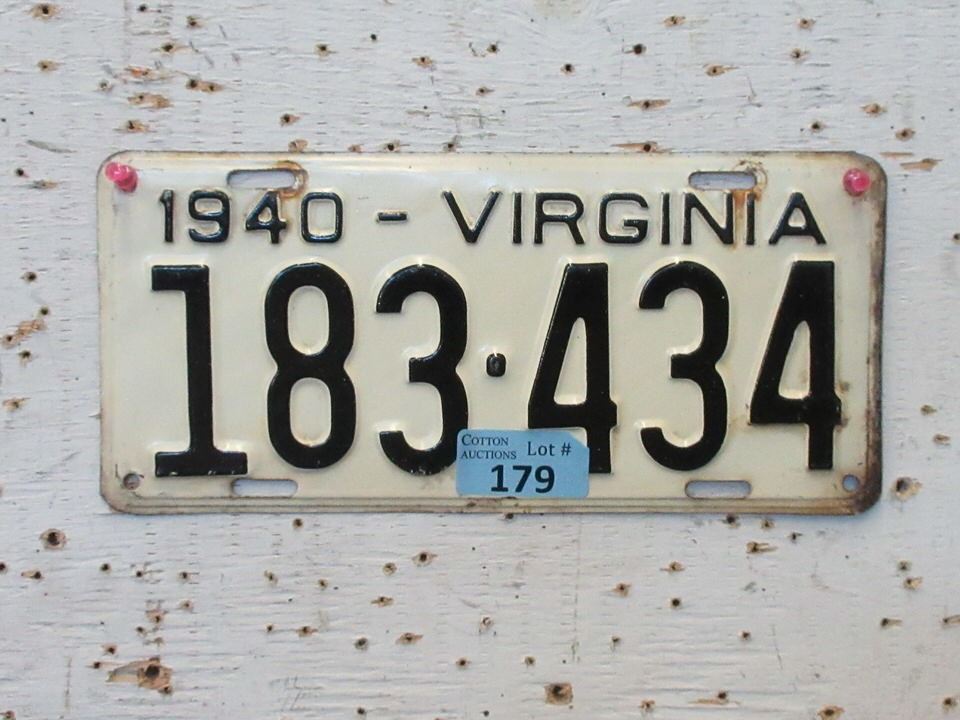 1940 - VIRGINIA
183·434
COTTON
AUCTIONS Lot #
179